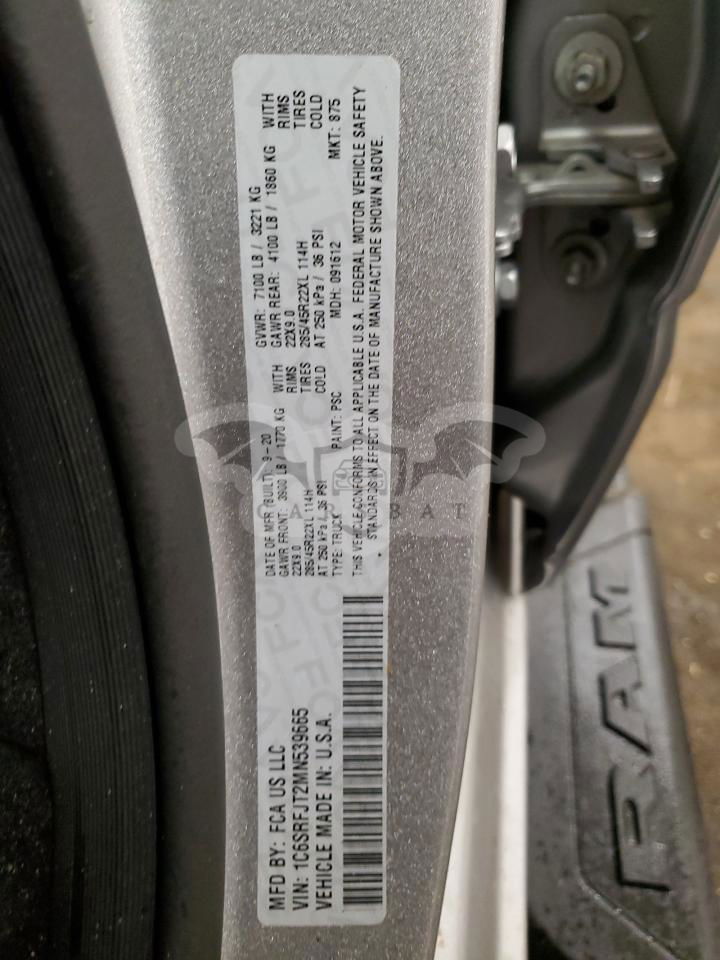 MFD BY: FCA US LLC
DATE OF MFR (BUILT): 9-20
GVWR: 7100 LB / 3221 KG
GAWR FRONT: 3900 LB / 1770 KG WITH
GAWR REAR: 4100 LB / 1860 KG WITH
22X9.0 RIMS
22X9.0 RIMS
285/45R22XL 114H TIRES
285/45R22XL 114H TIRES
AT 250 kPa / 36 PSI COLD
AT 250 kPa / 36 PSI COLD
VIN: 1C6SRFJT2MN539665
TYPE: TRUCK PAINT: PSC MDH: 091612 MKT: 875
VEHICLE MADE IN: U.S.A.
THIS VEHICLE CONFORMS TO ALL APPLICABLE U.S.A. FEDERAL MOTOR VEHICLE SAFETY
STANDARDS IN EFFECT ON THE DATE OF MANUFACTURE SHOWN ABOVE.
RAM